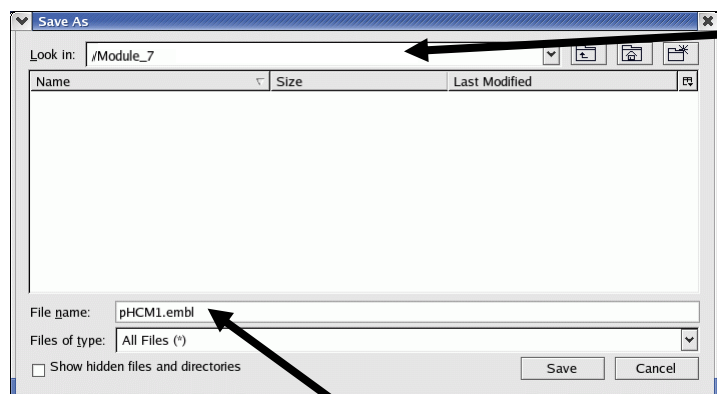 Save As
Look in: /Module_7
Name Size Last Modified
File name: pHCM1.embl
Files of type: All Files (*)
Show hidden files and directories Save Cancel